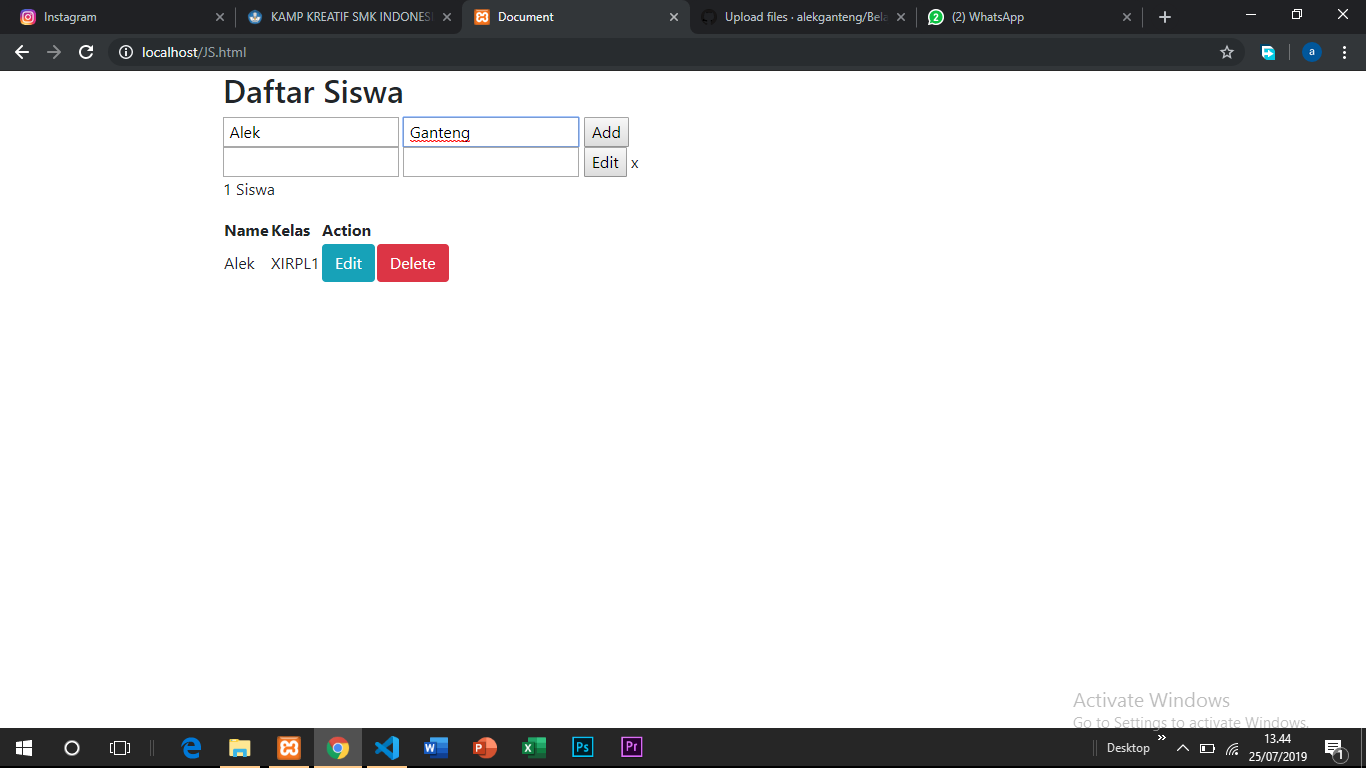 Instagram
KAMP KREATIF SMK INDONESI
Document
Upload files · alekganteng/Bela
(2) WhatsApp
localhost/JS.html
a
Daftar Siswa
Alek Ganteng Add
Edit x
1 Siswa
Name Kelas Action
Alek XIRPL1 Edit Delete
Activate Windows
Go to Settings to activate Windows.
Desktop
13.44
25/07/2019
1